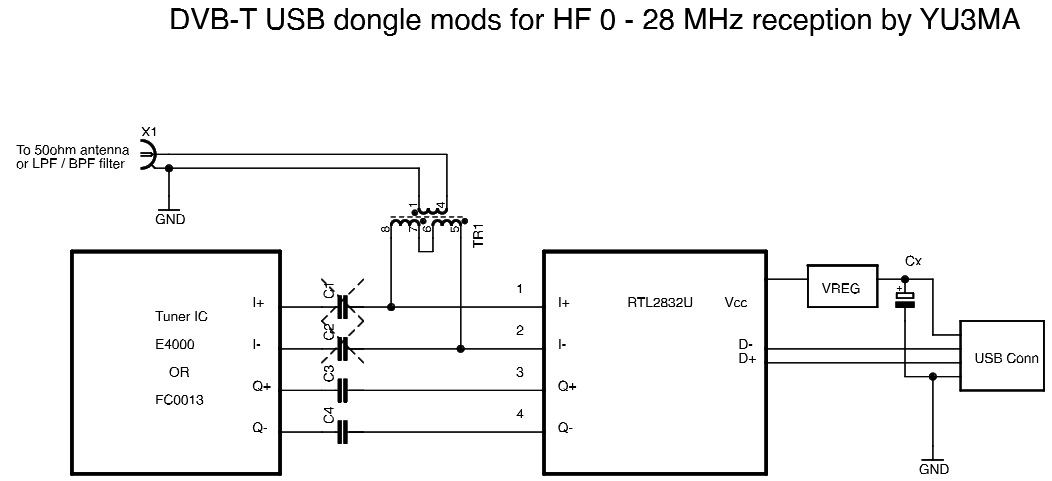 DVB-T USB dongle mods for HF 0 - 28 MHz reception by YU3MA
X1
To 50ohm antenna
or LPF / BPF filter
GND
1
4
8
7
6
5
TR1
Tuner IC
E4000
OR
FC0013
I+
I-
Q+
Q-
C1
C2
C3
C4
1
2
3
4
I+
I-
Q+
Q-
RTL2832U
Vcc
D-
D+
VREG
Cx
+
USB Conn
GND